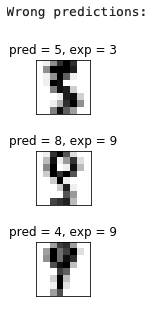 Wrong predictions:
pred = 5, exp = 3
pred = 8, exp = 9
pred = 4, exp = 9